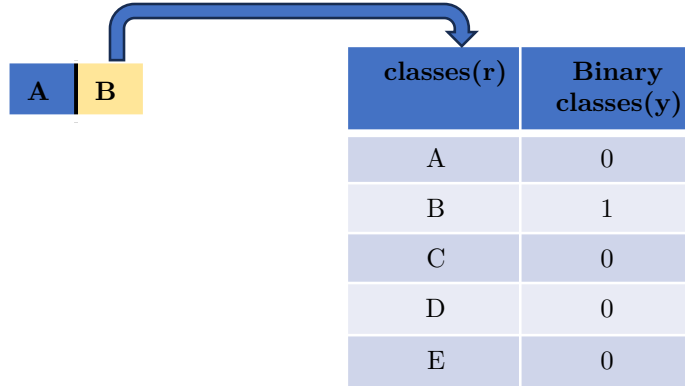 A B
classes(r) Binary
classes(y)
A 0
B 1
C 0
D 0
E 0